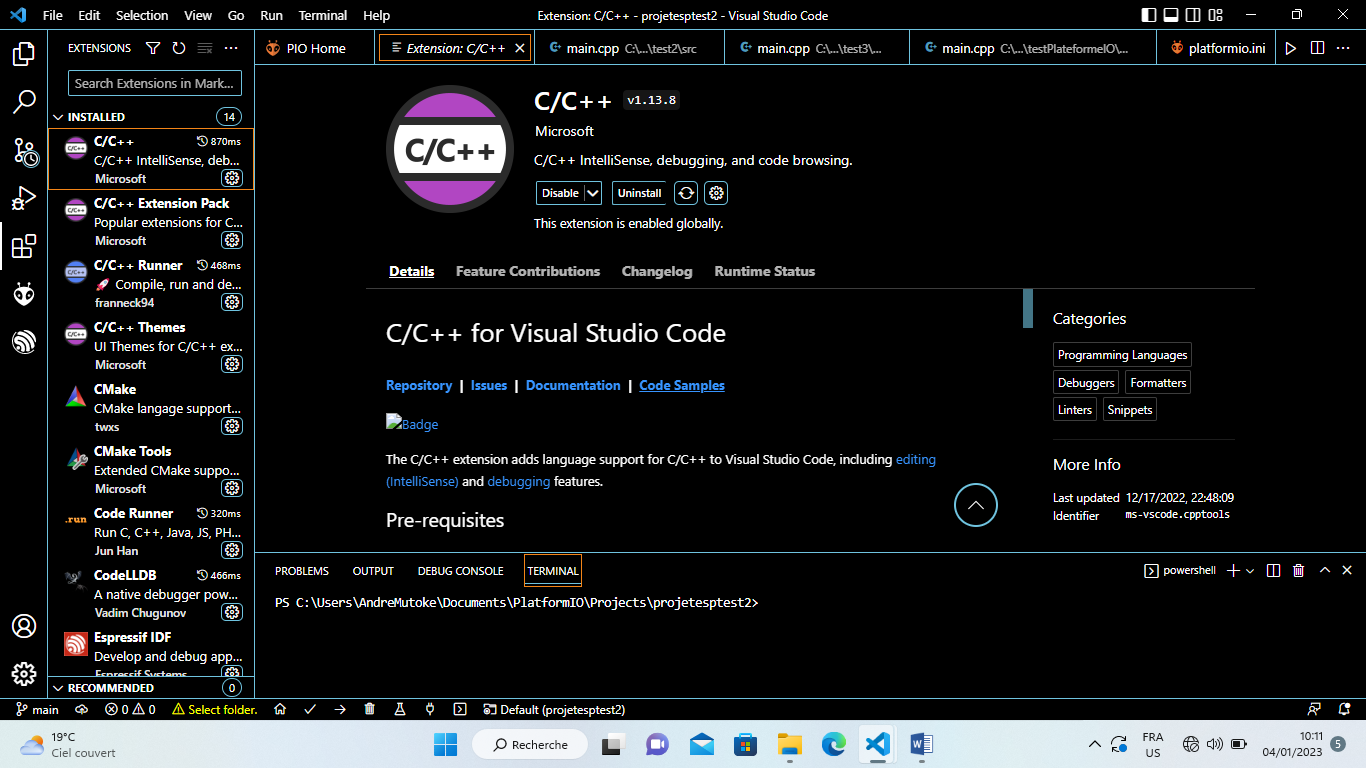 File Edit Selection View Go Run Terminal Help
Extension: C/C++ - projetesptest2 - Visual Studio Code
EXTENSIONS
PIO Home
Extension: C/C++
main.cpp C:\...\test2\src
main.cpp C:\...\test3\...
main.cpp C:\...\testPlateformeIO\...
platformio.ini
Search Extensions in Mark...
INSTALLED 14
C/C++ 870ms
C/C++ IntelliSense, deb...
Microsoft
C/C++ Extension Pack
Popular extensions for C...
Microsoft
C/C++ Runner 468ms
🚀 Compile, run and de...
franneck94
C/C++ Themes
UI Themes for C/C++ ex...
Microsoft
CMake
CMake langage support...
twxs
CMake Tools
Extended CMake suppo...
Microsoft
Code Runner 320ms
.run
Run C, C++, Java, JS, PH...
Jun Han
CodeLLDB 466ms
A native debugger pow...
Vadim Chugunov
Espressif IDF
Develop and debug app...
Espressif Systems
RECOMMENDED 0
C/C++
C/C++ v1.13.8
Microsoft
C/C++ IntelliSense, debugging, and code browsing.
Disable Uninstall
This extension is enabled globally.
Details Feature Contributions Changelog Runtime Status
C/C++ for Visual Studio Code
Repository | Issues | Documentation | Code Samples
Badge
The C/C++ extension adds language support for C/C++ to Visual Studio Code, including editing
(IntelliSense) and debugging features.
Pre-requisites
Categories
Programming Languages
Debuggers Formatters
Linters Snippets
More Info
Last updated 12/17/2022, 22:48:09
Identifier ms-vscode.cpptools
PROBLEMS OUTPUT DEBUG CONSOLE TERMINAL
powershell
PS C:\Users\AndreMutoke\Documents\PlatformIO\Projects\projetesptest2>
main 0 0 Select folder. Default (projetesptest2)
19°C
Ciel couvert
Recherche
FRA
US
10:11
04/01/2023
5